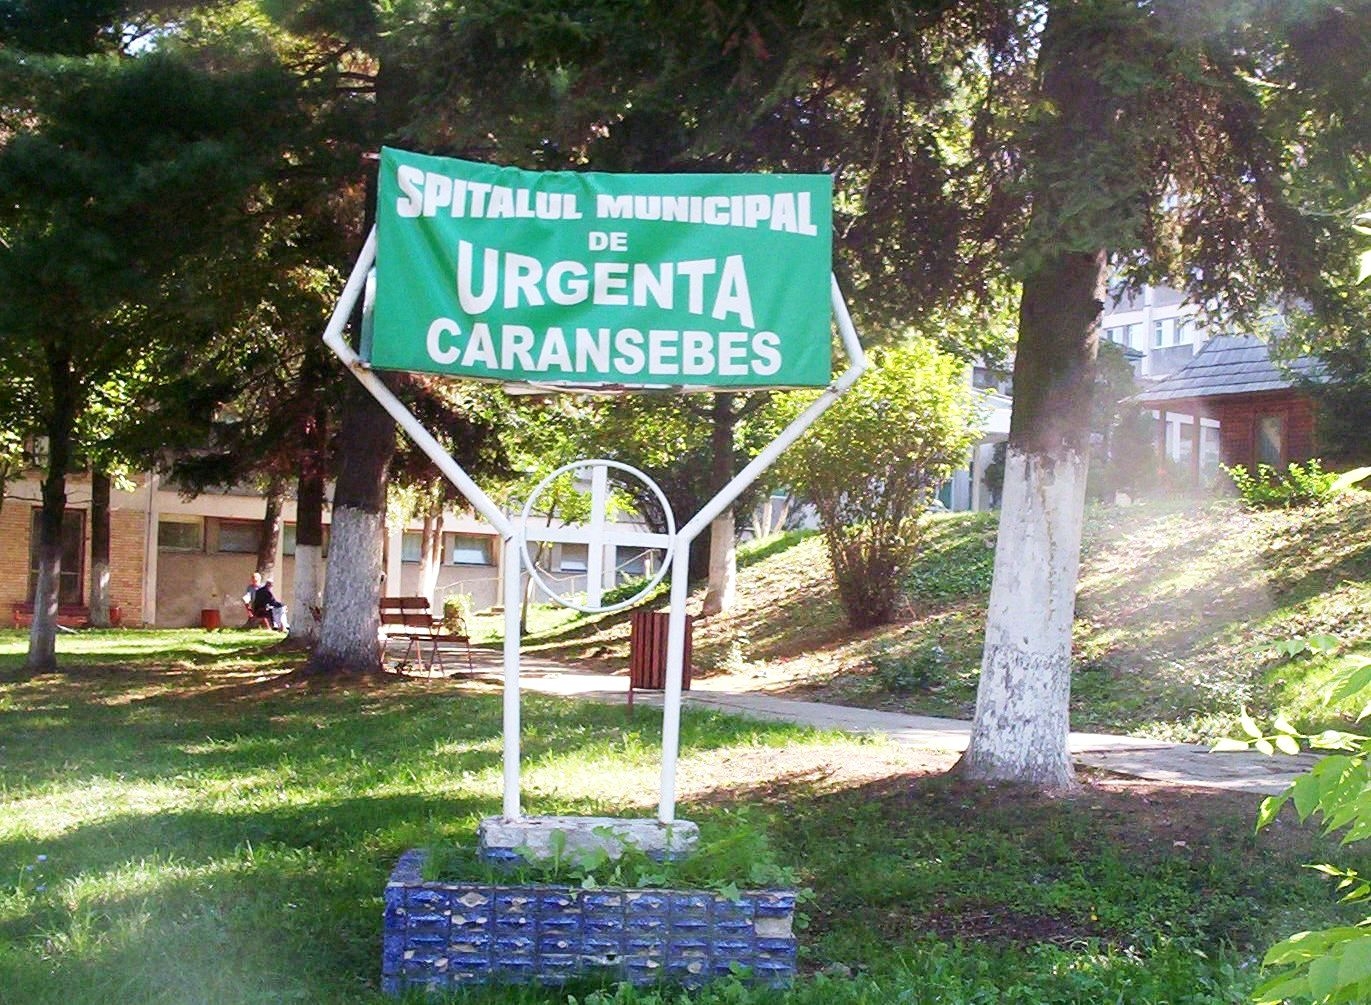 SPITALUL MUNICIPAL
DE
URGENTA
CARANSEBES